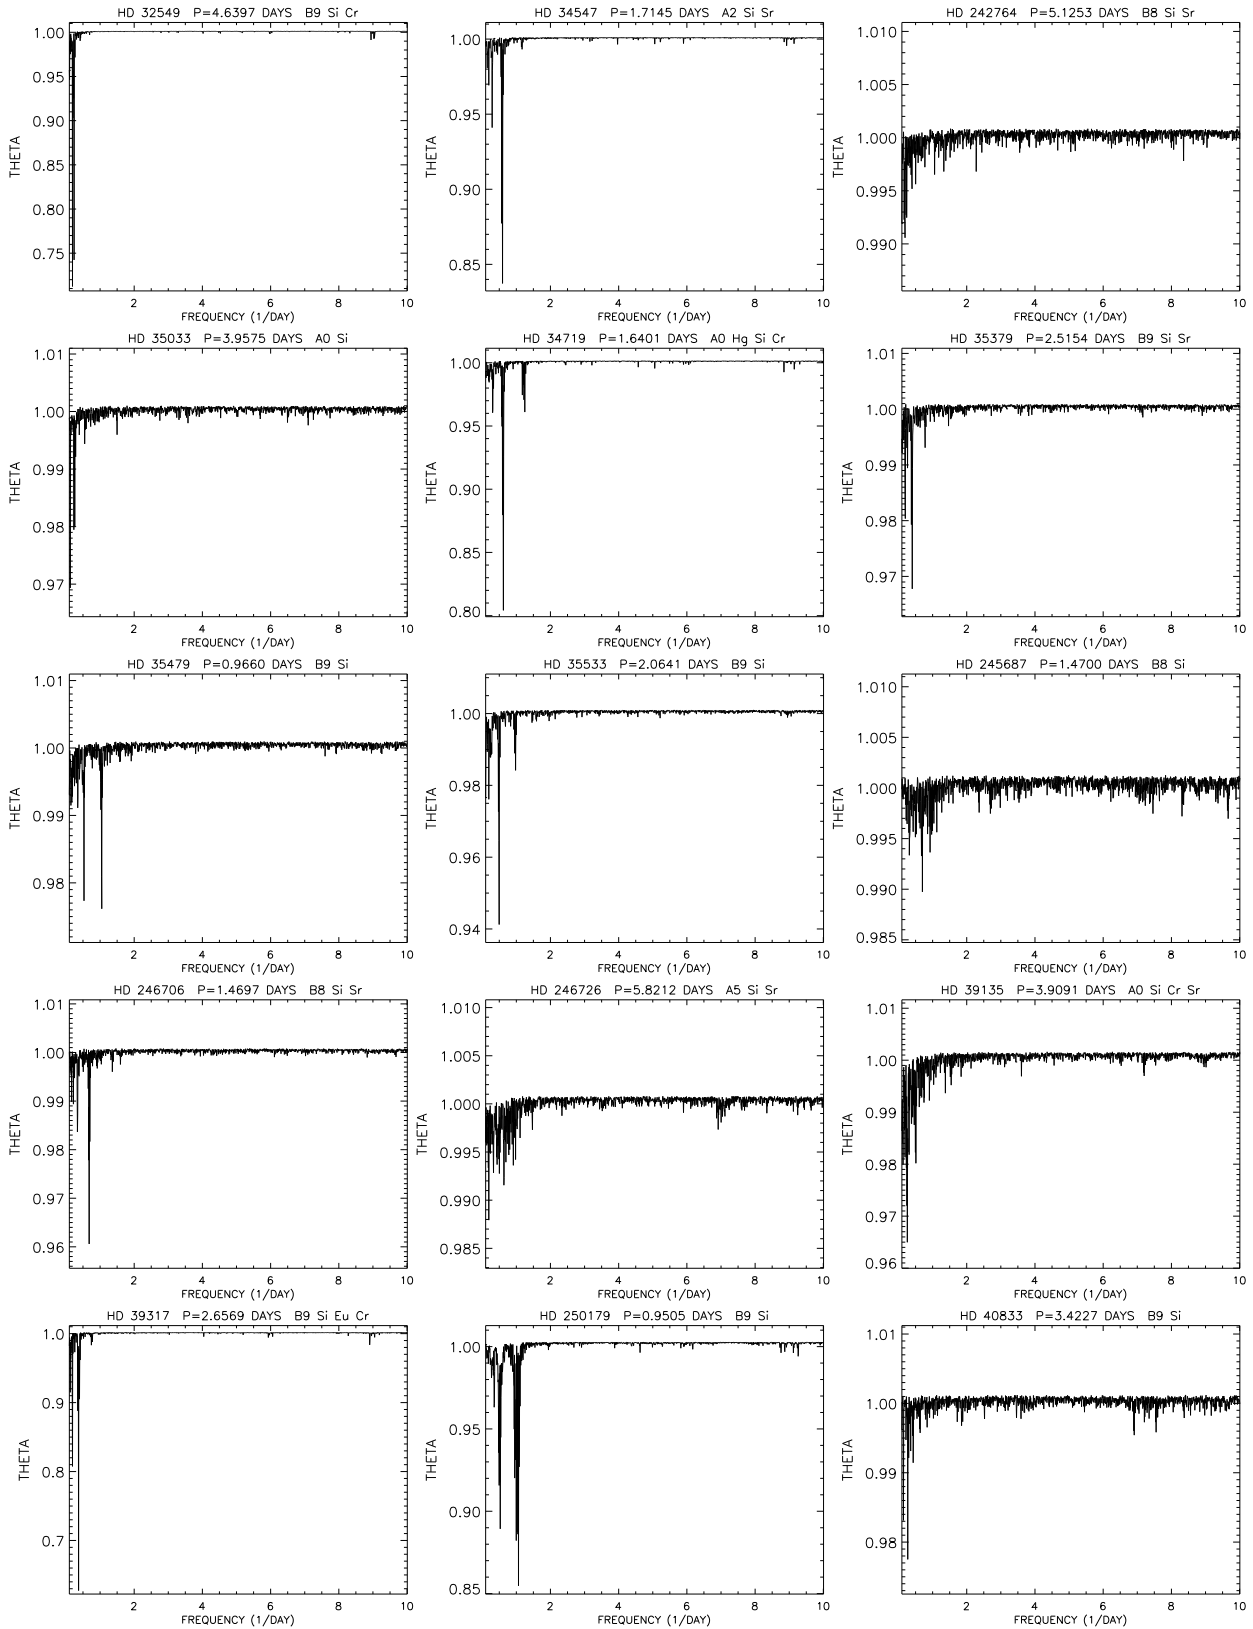 HD 32549 P=4.6397 DAYS B9 Si Cr
1.00
0.95
0.90
0.85
0.80
0.75
THETA
2 4 6 8 10
FREQUENCY (1/DAY)
HD 34547 P=1.7145 DAYS A2 Si Sr
1.00
0.95
0.90
0.85
THETA
2 4 6 8 10
FREQUENCY (1/DAY)
HD 242764 P=5.1253 DAYS B8 Si Sr
1.010
1.005
1.000
0.995
0.990
THETA
2 4 6 8 10
FREQUENCY (1/DAY)
HD 35033 P=3.9575 DAYS A0 Si
1.01
1.00
0.99
0.98
0.97
THETA
2 4 6 8 10
FREQUENCY (1/DAY)
HD 34719 P=1.6401 DAYS A0 Hg Si Cr
1.00
0.95
0.90
0.85
0.80
THETA
2 4 6 8 10
FREQUENCY (1/DAY)
HD 35379 P=2.5154 DAYS B9 Si Sr
1.01
1.00
0.99
0.98
0.97
THETA
2 4 6 8 10
FREQUENCY (1/DAY)
HD 35479 P=0.9660 DAYS B9 Si
1.01
1.00
0.99
0.98
THETA
2 4 6 8 10
FREQUENCY (1/DAY)
HD 35533 P=2.0641 DAYS B9 Si
1.00
0.98
0.96
0.94
THETA
2 4 6 8 10
FREQUENCY (1/DAY)
HD 245687 P=1.4700 DAYS B8 Si
1.010
1.005
1.000
0.995
0.990
0.985
THETA
2 4 6 8 10
FREQUENCY (1/DAY)
HD 246706 P=1.4697 DAYS B8 Si Sr
1.01
1.00
0.99
0.98
0.97
0.96
THETA
2 4 6 8 10
FREQUENCY (1/DAY)
HD 246726 P=5.8212 DAYS A5 Si Sr
1.010
1.005
1.000
0.995
0.990
0.985
THETA
2 4 6 8 10
FREQUENCY (1/DAY)
HD 39135 P=3.9091 DAYS A0 Si Cr Sr
1.01
1.00
0.99
0.98
0.97
0.96
THETA
2 4 6 8 10
FREQUENCY (1/DAY)
HD 39317 P=2.6569 DAYS B9 Si Eu Cr
1.0
0.9
0.8
0.7
THETA
2 4 6 8 10
FREQUENCY (1/DAY)
HD 250179 P=0.9505 DAYS B9 Si
1.00
0.95
0.90
0.85
THETA
2 4 6 8 10
FREQUENCY (1/DAY)
HD 40833 P=3.4227 DAYS B9 Si
1.01
1.00
0.99
0.98
THETA
2 4 6 8 10
FREQUENCY (1/DAY)